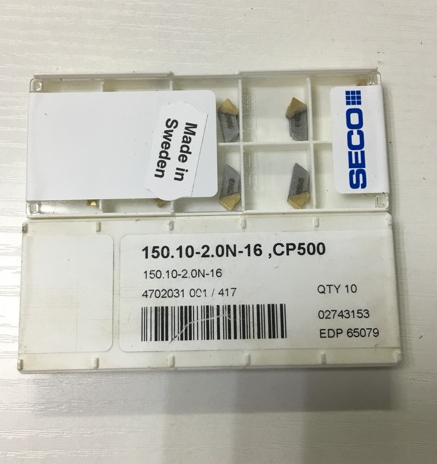 Made in
Sweden
SECO
150.10-2.0N-16 ,CP500
150.10-2.0N-16
4702031 001 / 417
QTY 10
02743153
EDP 65079